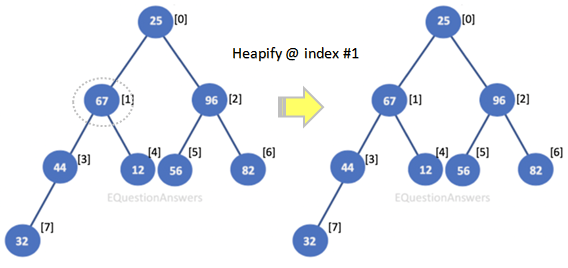 25 [0]
Heapify @ index #1
67 [1] 96 [2]
44 [3] 12 [4] 56 [5] 82 [6]
EQuestionAnswers
32 [7]
25 [0]
67 [1] 96 [2]
44 [3] 12 [4] 56 [5] 82 [6]
EQuestionAnswers
32 [7]